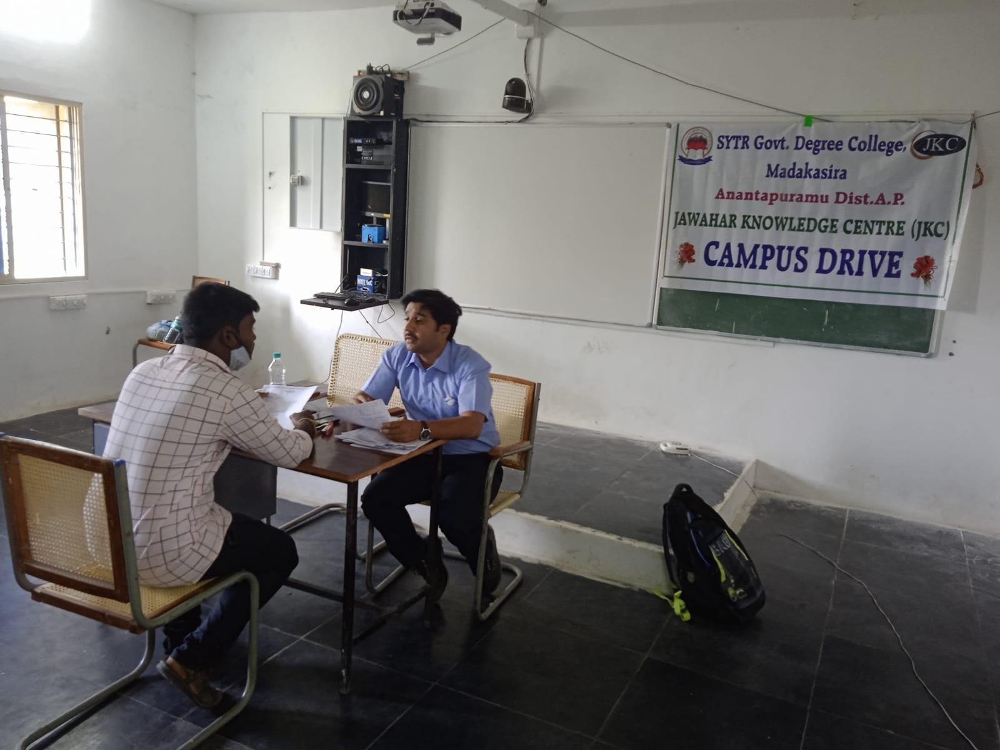 SYTR Govt. Degree College,
JKC
Madakasira
Anantapuramu Dist.A.P.
JAWAHAR KNOWLEDGE CENTRE (JKC)
CAMPUS DRIVE